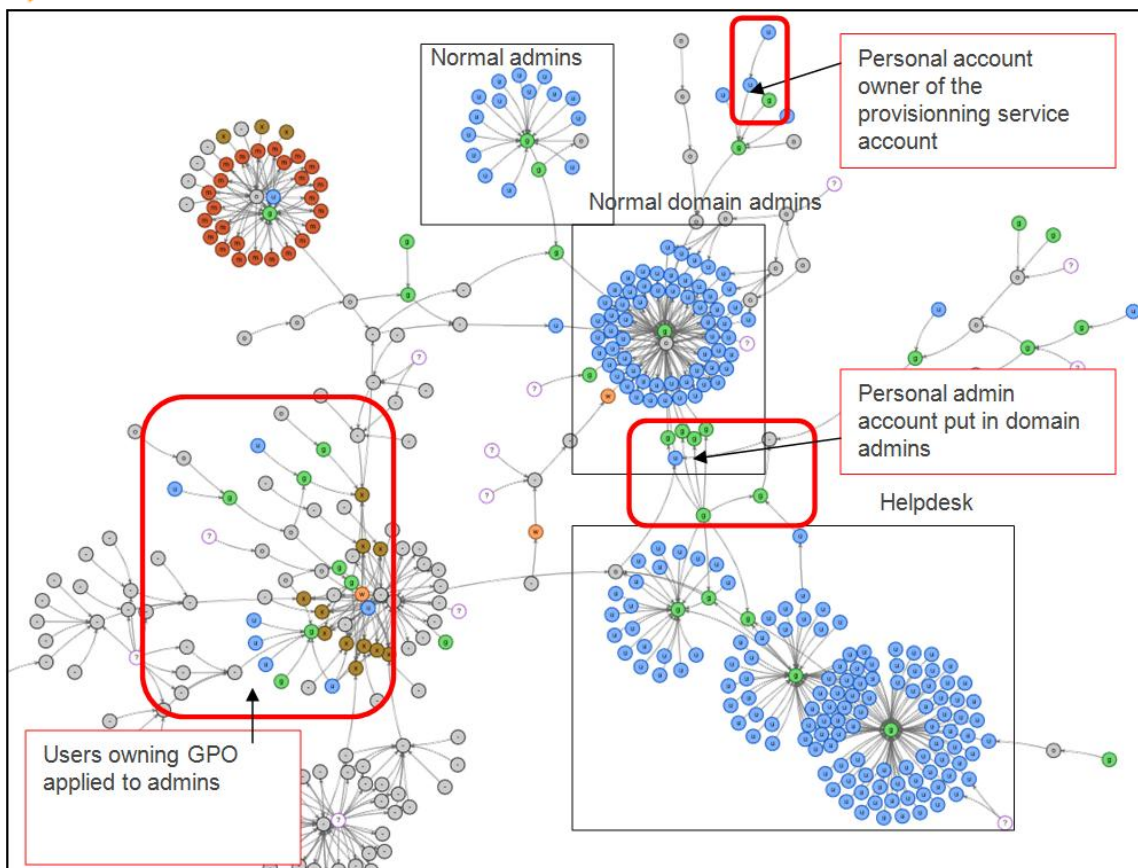 Normal admins
Personal account
owner of the
provisionning service
account
Normal domain admins
Personal admin
account put in domain
admins
Helpdesk
Users owning GPO
applied to admins